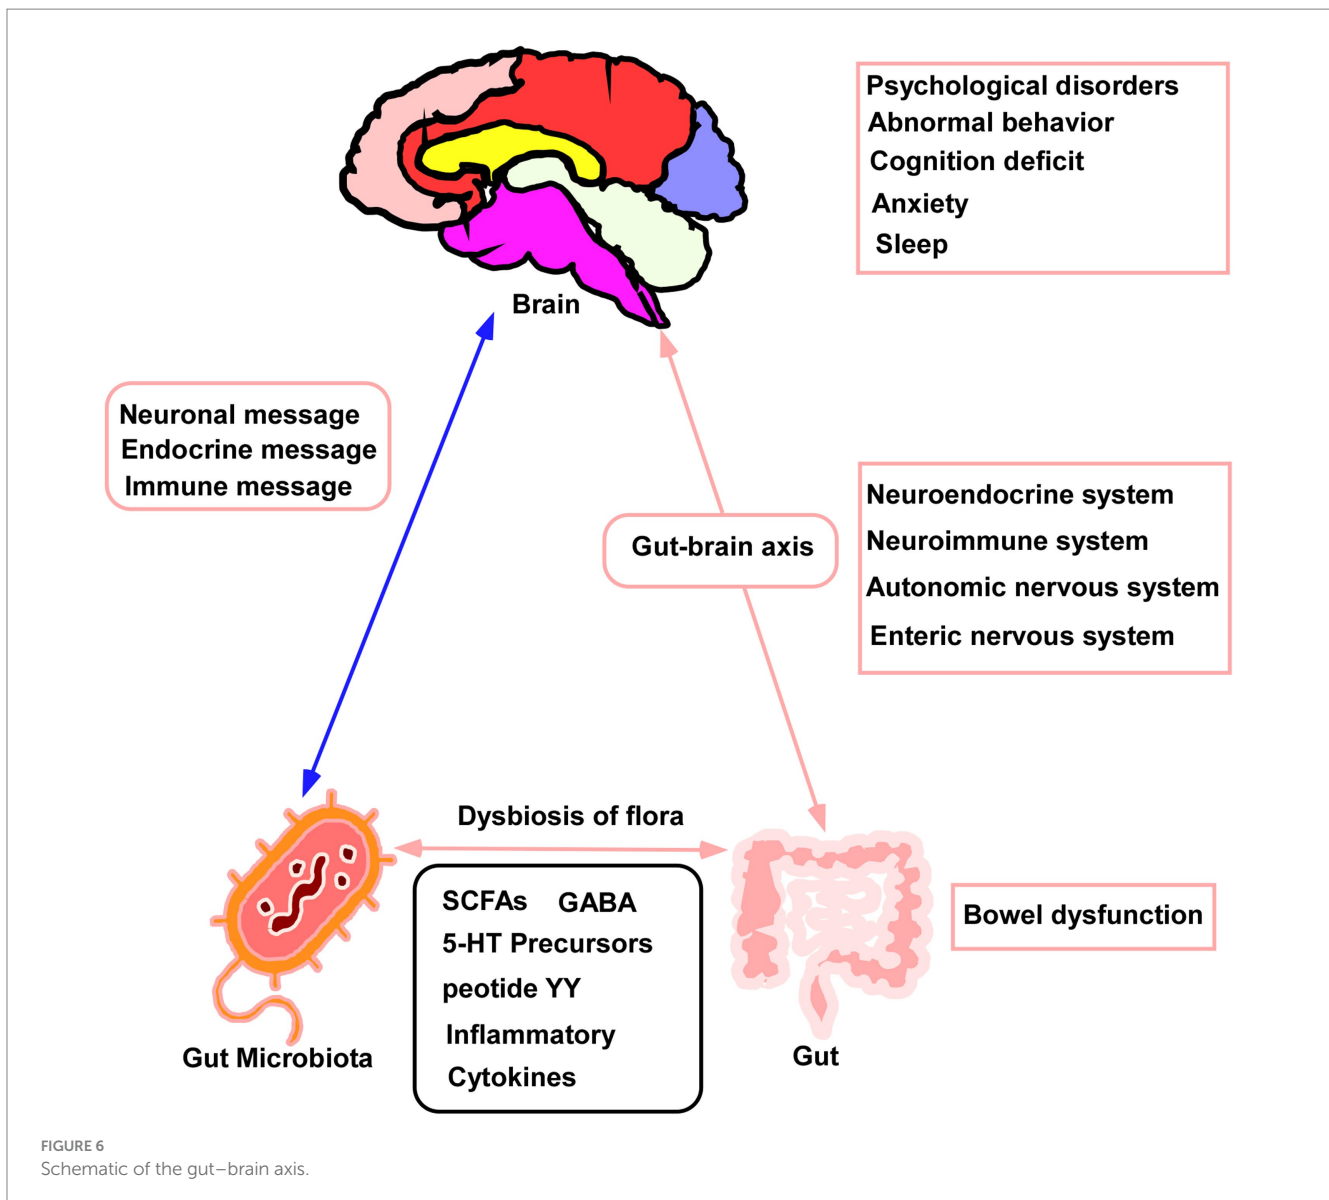 Psychological disorders
Abnormal behavior
Cognition deficit
Anxiety
Sleep
Brain
Neuronal message
Endocrine message
Immune message
Gut-brain axis
Neuroendocrine system
Neuroimmune system
Autonomic nervous system
Enteric nervous system
Dysbiosis of flora
SCFAs GABA
5-HT Precursors
peotide YY
Inflammatory
Cytokines
Bowel dysfunction
Gut Microbiota
Gut
FIGURE 6
Schematic of the gut–brain axis.